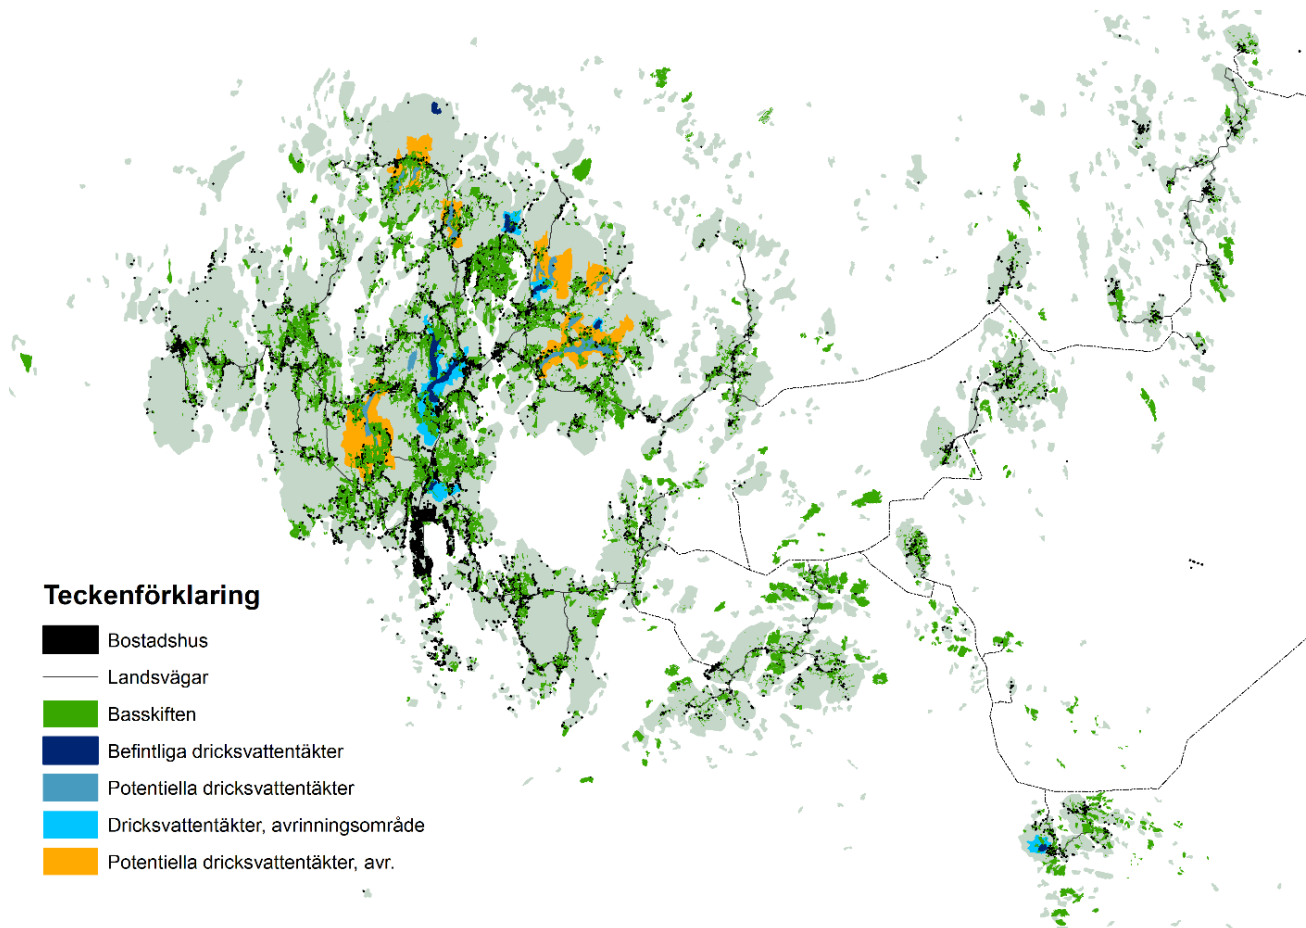 Teckenförklaring
Bostadshus
Landsvägar
Basskiften
Befintliga dricksvattentäkter
Potentiella dricksvattentäkter
Dricksvattentäkter, avrinningsområde
Potentiella dricksvattentäkter, avr.